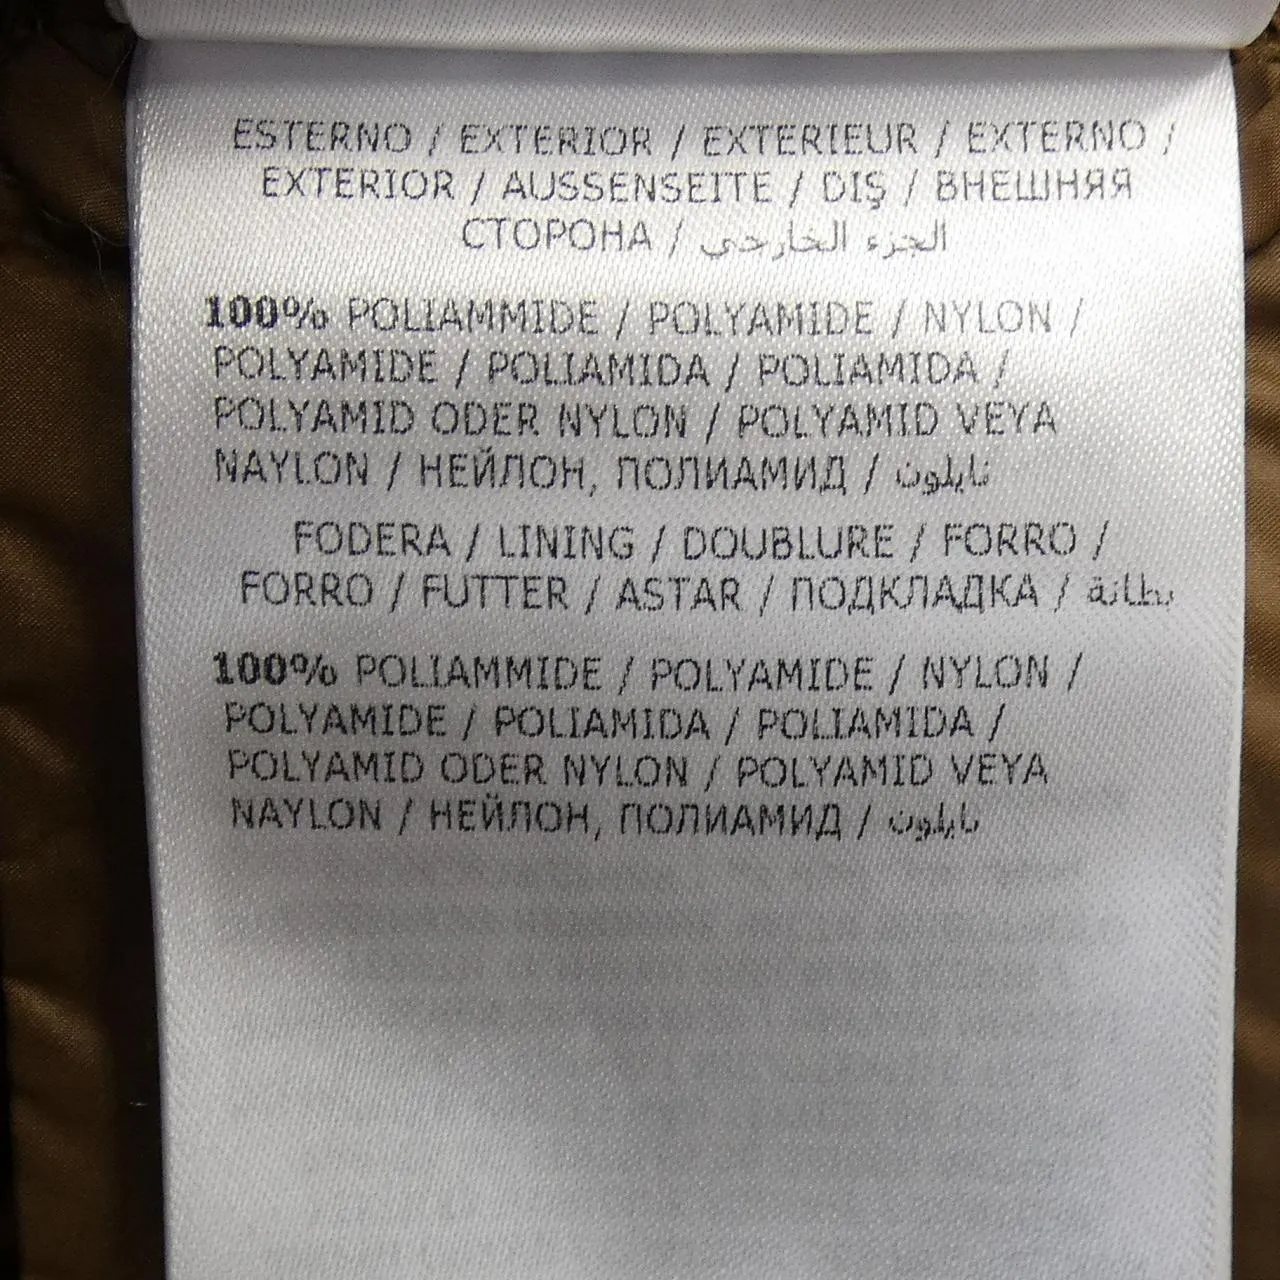 ESTERNO / EXTERIOR / EXTERIEUR / EXTERNO /
EXTERIOR / AUSSENSEITE / DIŞ / ВНЕШНЯЯ
СТОРОНА / الجزء الخارجي
100% POLIAMMIDE / POLYAMIDE / NYLON /
POLYAMIDE / POLIAMIDA / POLIAMIDA /
POLYAMID ODER NYLON / POLYAMID VEYA
NAYLON / НЕЙЛОН, ПОЛИАМИД / نايلون
FODERA / LINING / DOUBLURE / FORRO /
FORRO / FUTTER / ASTAR / ПОДКЛАДКА / بطانة
100% POLIAMMIDE / POLYAMIDE / NYLON /
POLYAMIDE / POLIAMIDA / POLIAMIDA /
POLYAMID ODER NYLON / POLYAMID VEYA
NAYLON / НЕЙЛОН, ПОЛИАМИД / نايلون